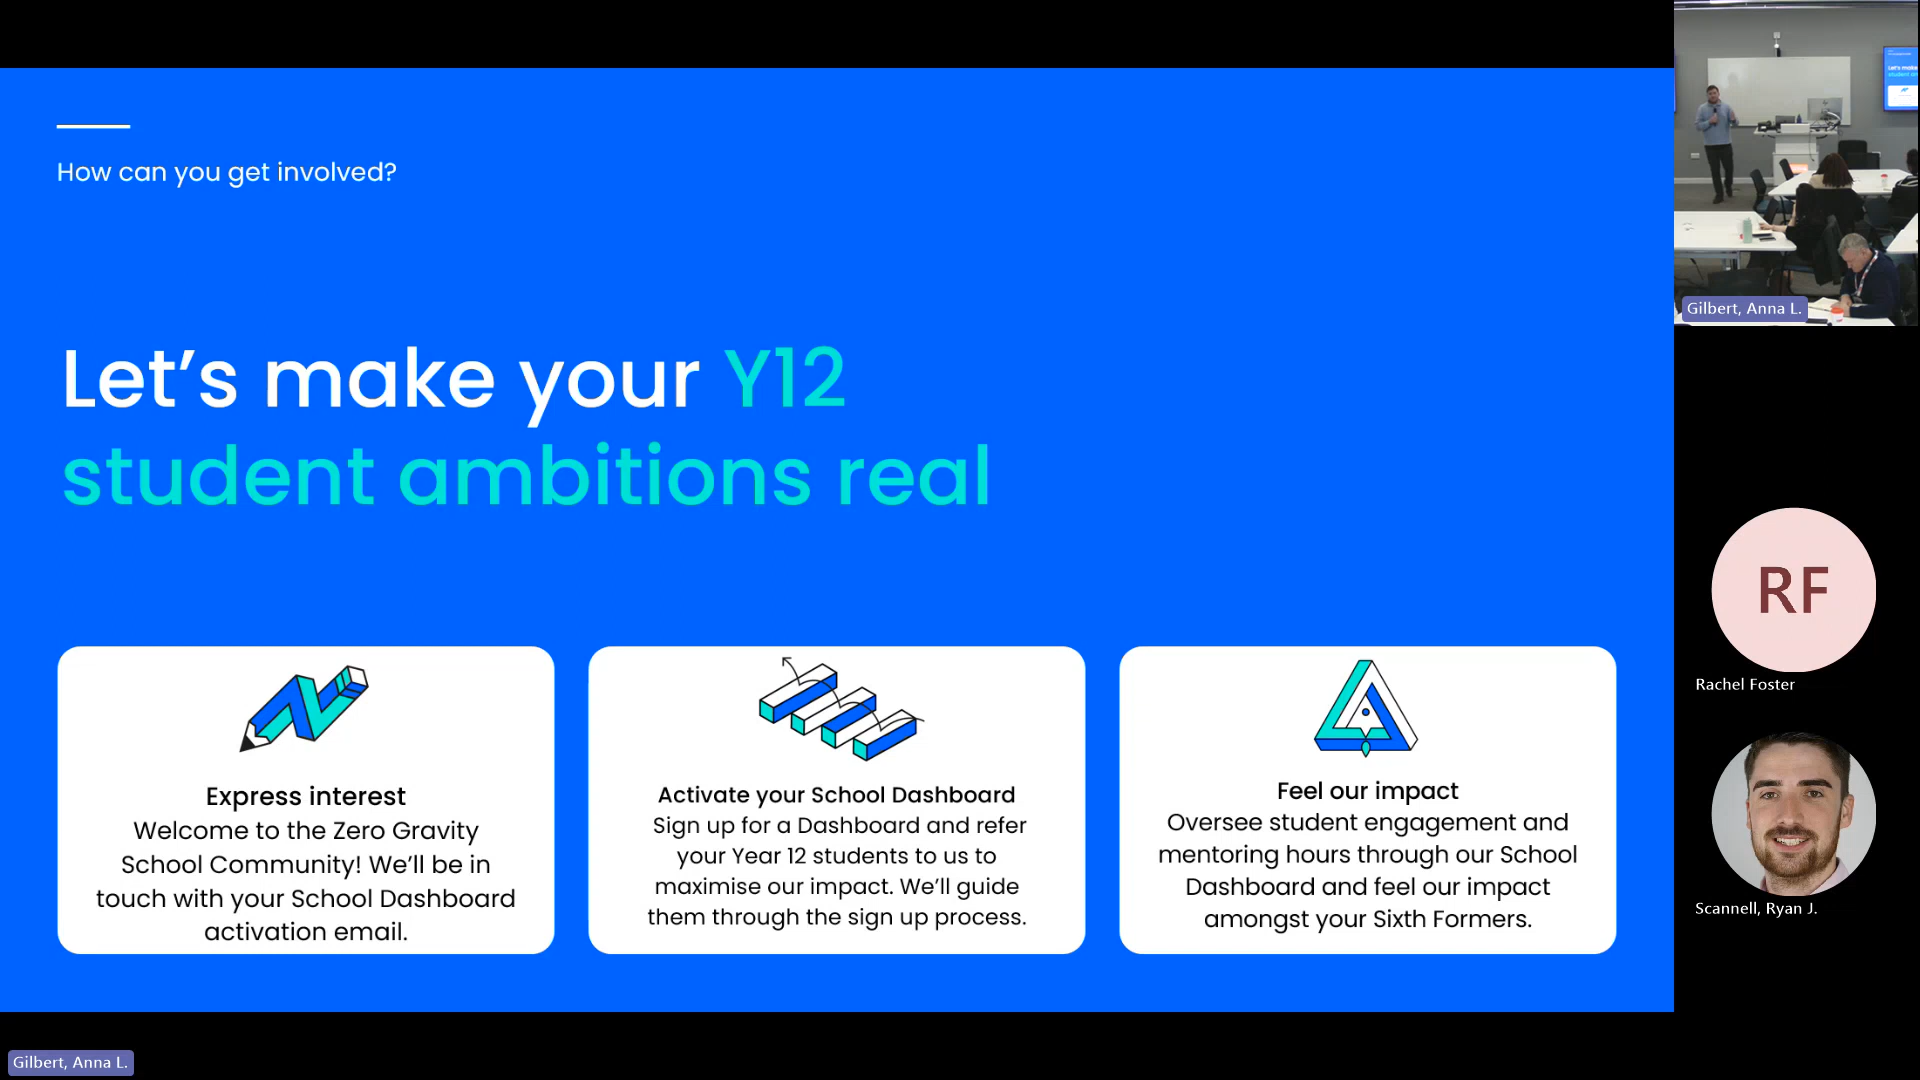 How can you get involved?
Let's make your Y12
student ambitions real
Express interest
Welcome to the Zero Gravity
School Community! We'll be in
touch with your School Dashboard
activation email.
Activate your School Dashboard
Sign up for a Dashboard and refer
your Year 12 students to us to
maximise our impact. We'll guide
them through the sign up process.
Feel our impact
Oversee student engagement and
mentoring hours through our School
Dashboard and feel our impact
amongst your Sixth Formers.
Gilbert, Anna L.
RF
Rachel Foster
Scannell, Ryan J.
Gilbert, Anna L.